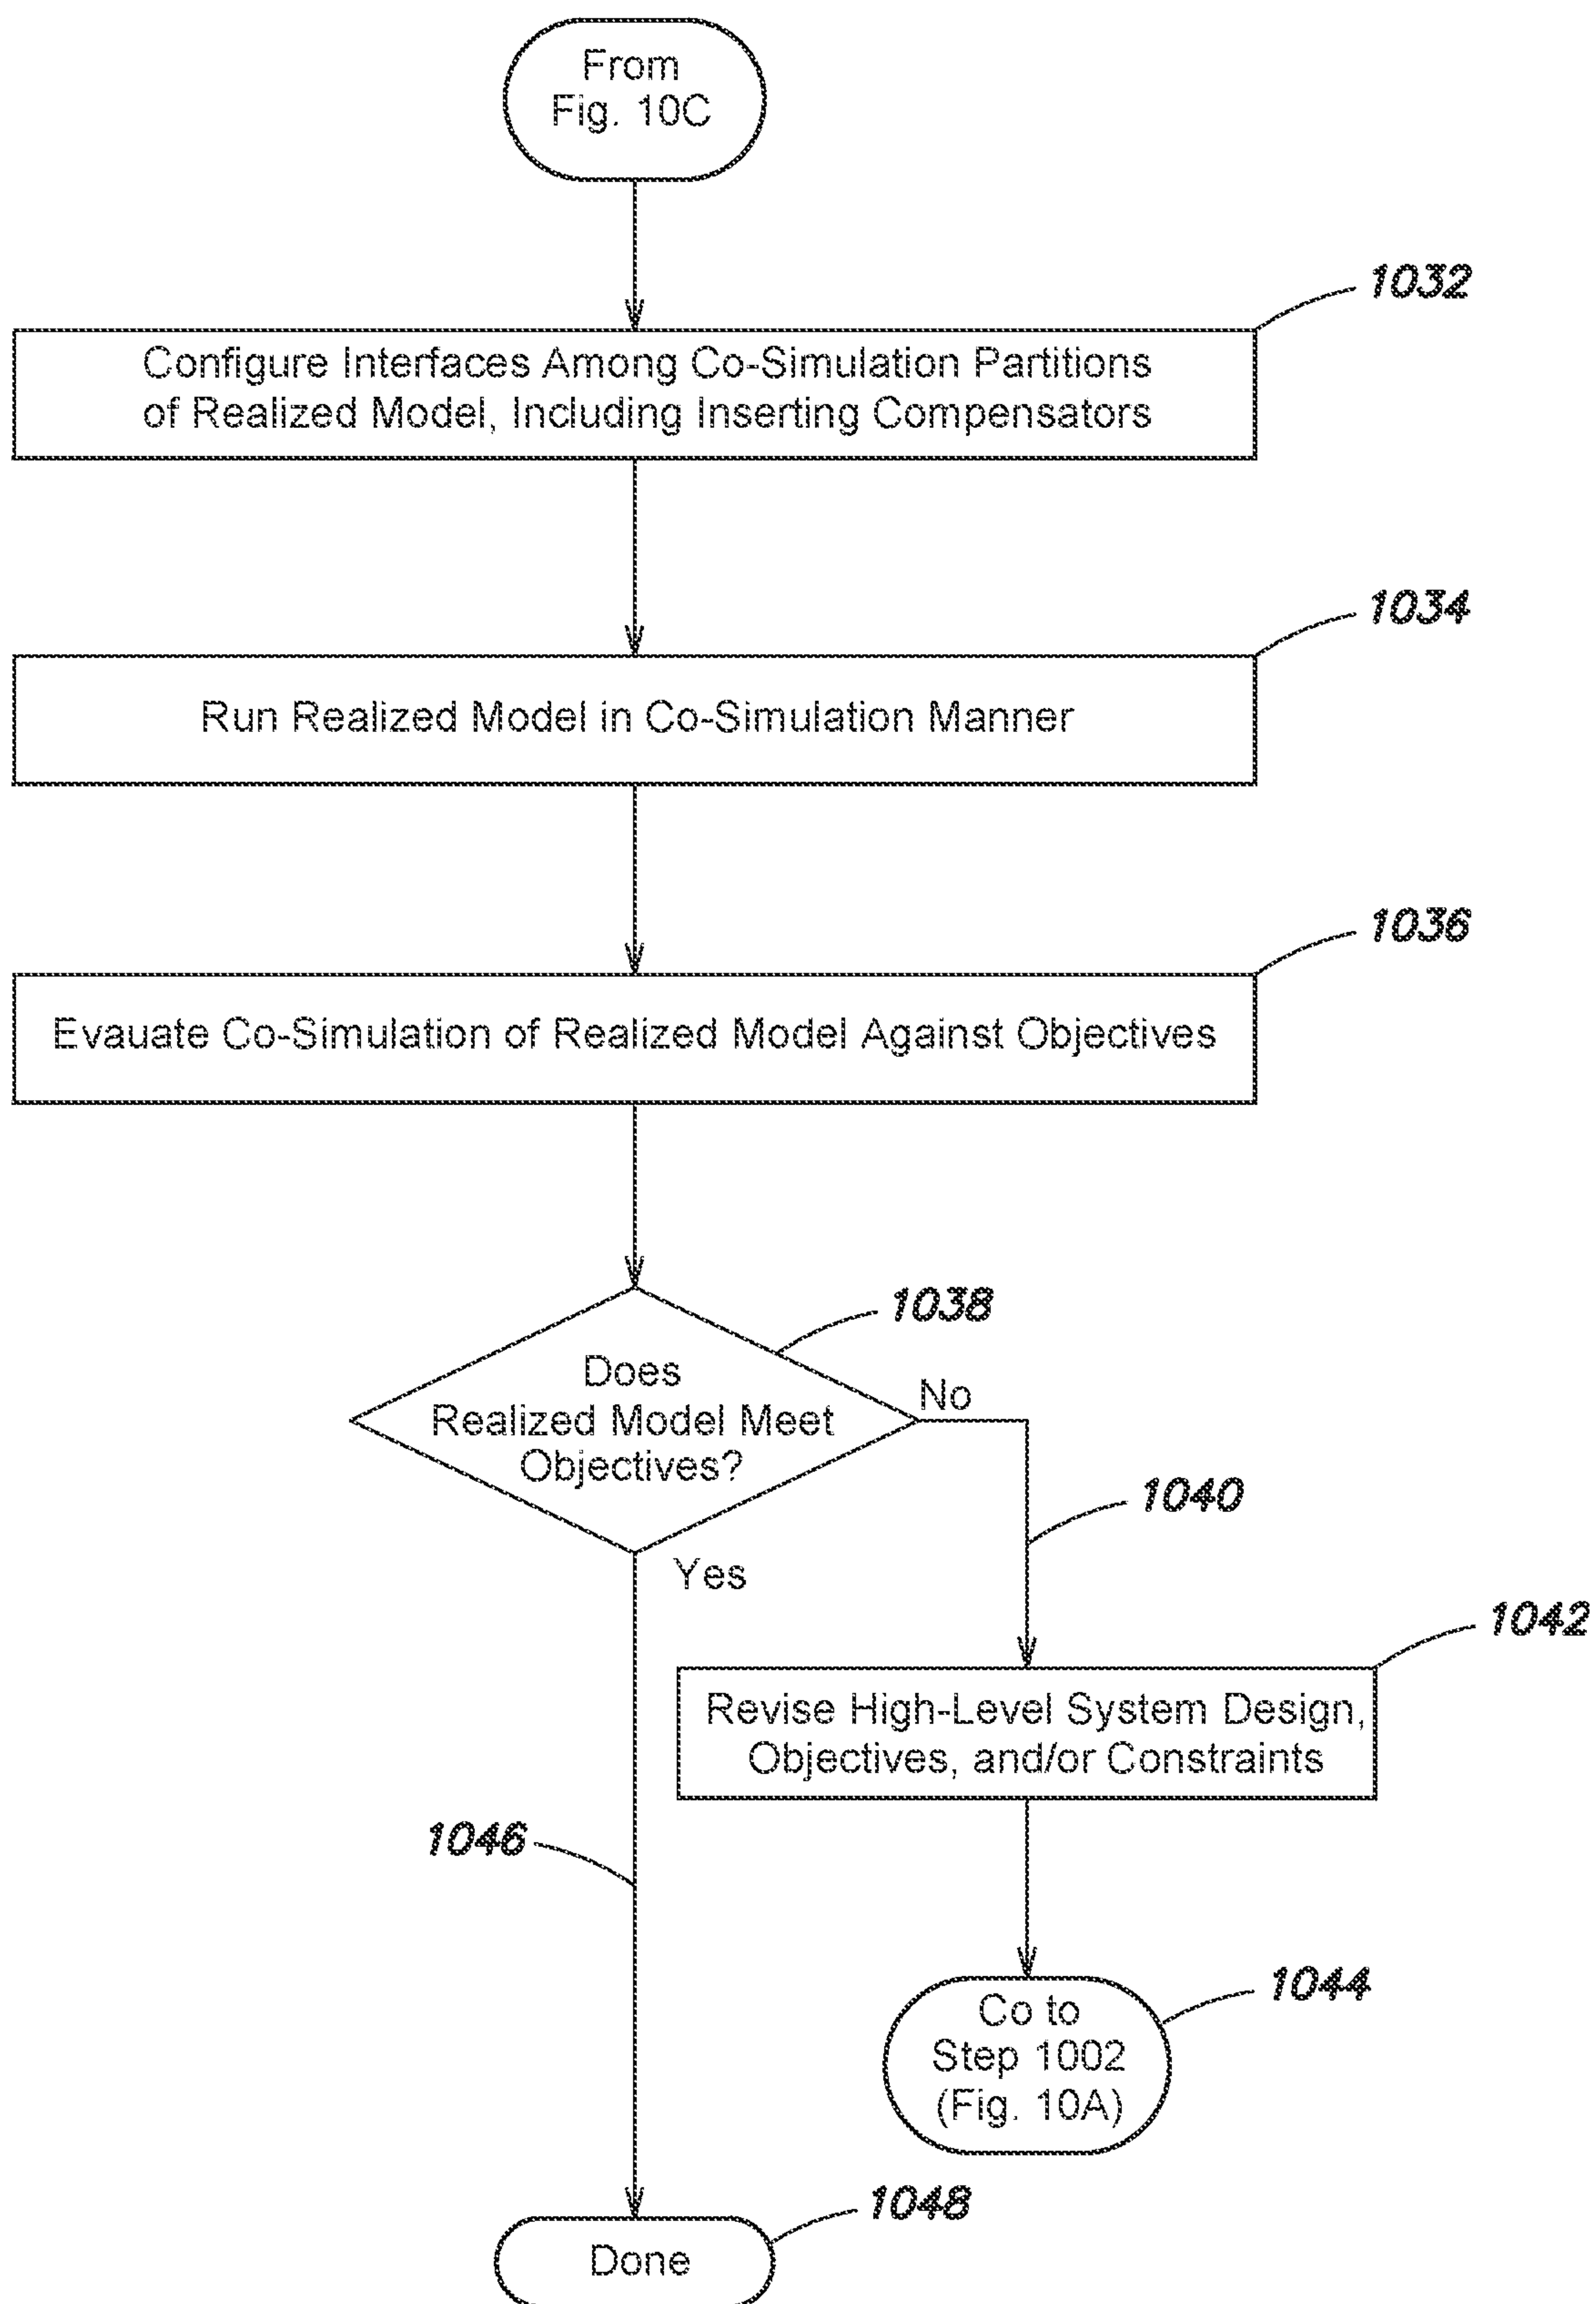 From
Fig. 10C
1032
Configure Interfaces Among Co-Simulation Partitions
of Realized Model, Including Inserting Compensators
1034
Run Realized Model in Co-Simulation Manner
1036
Evauate Co-Simulation of Realized Model Against Objectives
1038
Does
Realized Model Meet
Objectives?
No
1040
Yes
1042
Revise High-Level System Design,
Objectives, and/or Constraints
1046
1044
Co to
Step 1002
(Fig. 10A)
1048
Done